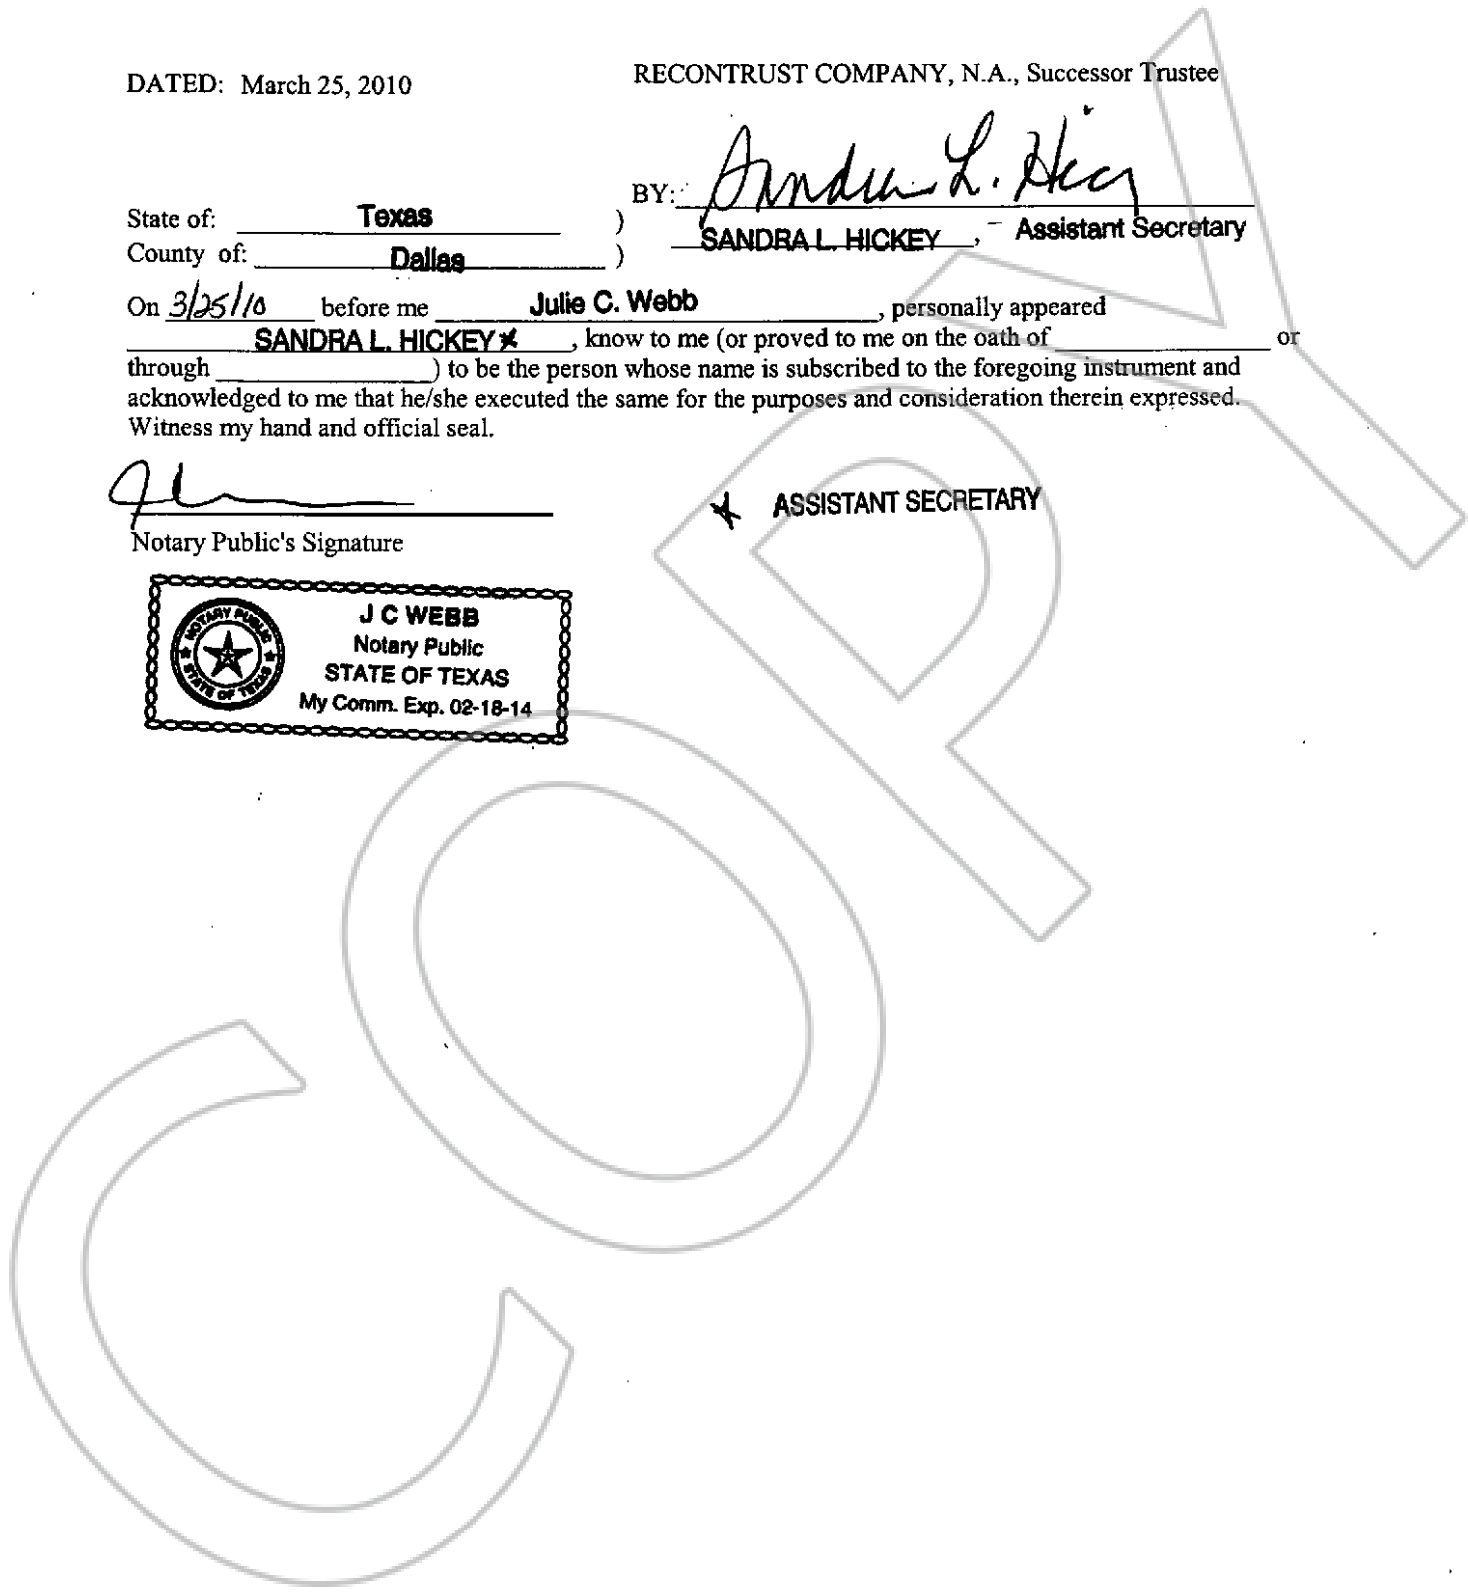 DATED: March 25, 2010
RECONTRUST COMPANY, N.A., Successor Trustee
BY: Sandra L. Hickey
SANDRA L. HICKEY, - Assistant Secretary
State of: Texas )
County of: Dallas )
On 3/25/10 before me Julie C. Webb, personally appeared
SANDRA L. HICKEY*, know to me (or proved to me on the oath of ____________ or
through ____________) to be the person whose name is subscribed to the foregoing instrument and
acknowledged to me that he/she executed the same for the purposes and consideration therein expressed.
Witness my hand and official seal.
* ASSISTANT SECRETARY
Notary Public's Signature
NOTARY PUBLIC
STATE OF TEXAS
J C WEBB
Notary Public
STATE OF TEXAS
My Comm. Exp. 02-18-14
COPY